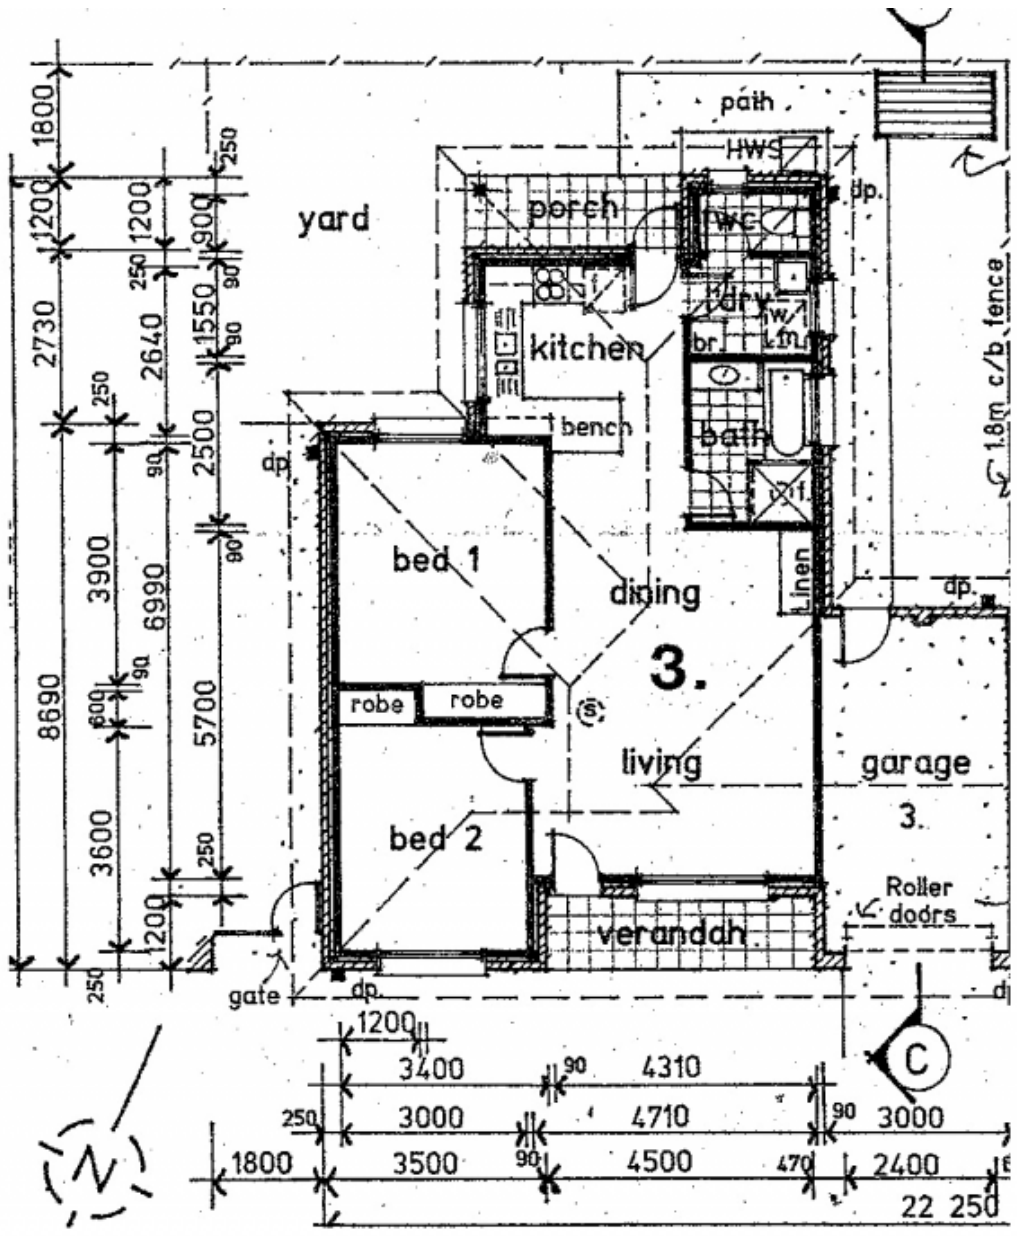 path
HWS
1800
250
1200
1200
900
yard
porch
wc
dp.
250
90
1550
dry
w
m
br.
2730
2640
90
kitchen
1.8m c/b fence
250
bench
bath
2500
dp.
90
90
bed 1
3900
6990
dining
Linen
dp.
3.
90
600
robe
robe
S
8690
5700
living
garage
3.
3600
bed 2
250
Roller
doors
1200
verandah
250
gate
dp.
d
1200
3400
90
4310
C
250
3000
4710
90
3000
N
1800
3500
90
4500
470
2400
22 250